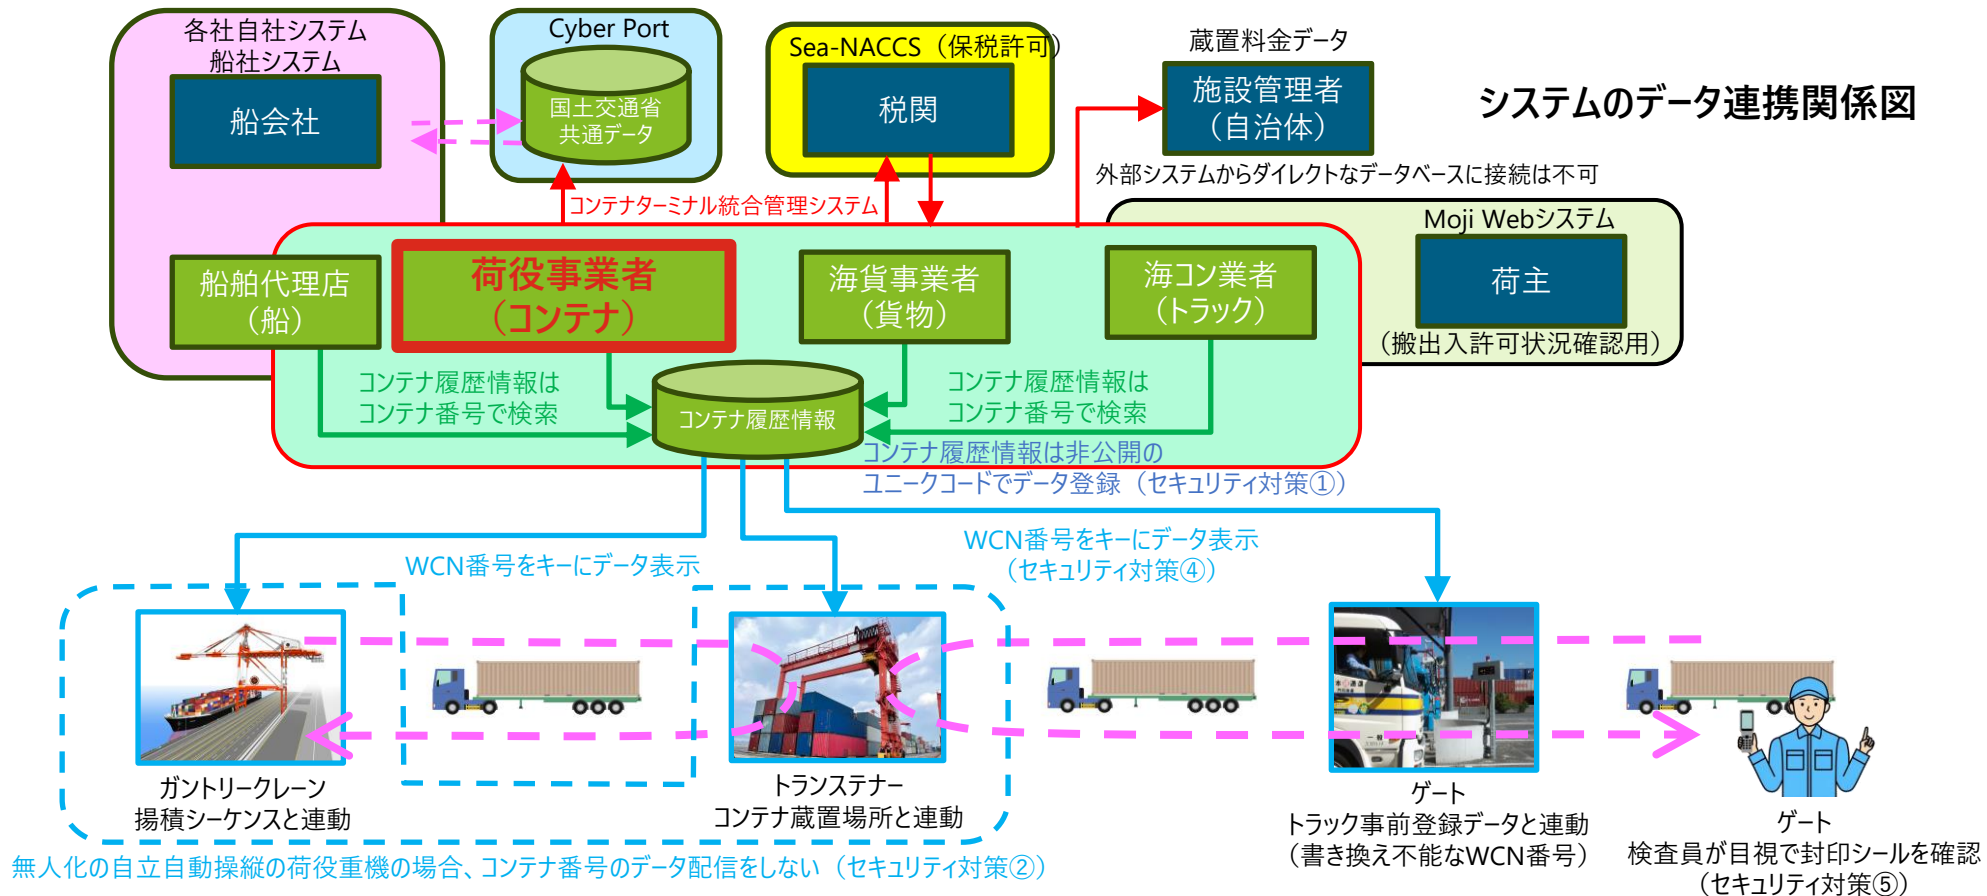 各社自社システム
船社システム
船会社
Cyber Port
国土交通省
共通データ
Sea-NACCS（保税許可）
税関
蔵置料金データ
施設管理者
（自治体）
システムのデータ連携関係図
外部システムからダイレクトなデータベースに接続は不可
コンテナターミナル統合管理システム
Moji Webシステム
荷主
（搬出入許可状況確認用）
船舶代理店
（船）
荷役事業者
（コンテナ）
海貨事業者
（貨物）
海コン業者
（トラック）
コンテナ履歴情報は
コンテナ番号で検索
コンテナ履歴情報
コンテナ履歴情報は
コンテナ番号で検索
コンテナ履歴情報は非公開の
ユニークコードでデータ登録（セキュリティ対策①）
WCN番号をキーにデータ表示
WCN番号をキーにデータ表示
（セキュリティ対策④）
ガントリークレーン
揚積シーケンスと連動
トランステナー
コンテナ蔵置場所と連動
ゲート
トラック事前登録データと連動
（書き換え不能なWCN番号）
ゲート
検査員が目視で封印シールを確認
（セキュリティ対策⑤）
無人化の自立自動操縦の荷役重機の場合、コンテナ番号のデータ配信をしない（セキュリティ対策②）